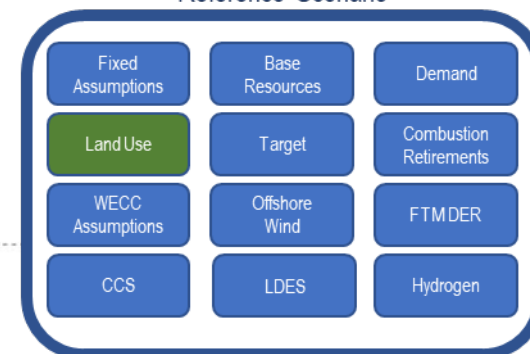 Fixed
Assumptions
Base
Resources
Demand
Land Use
Target
Combustion
Retirements
WECC
Assumptions
Offshore
Wind
FTM DER
CCS
LDES
Hydrogen